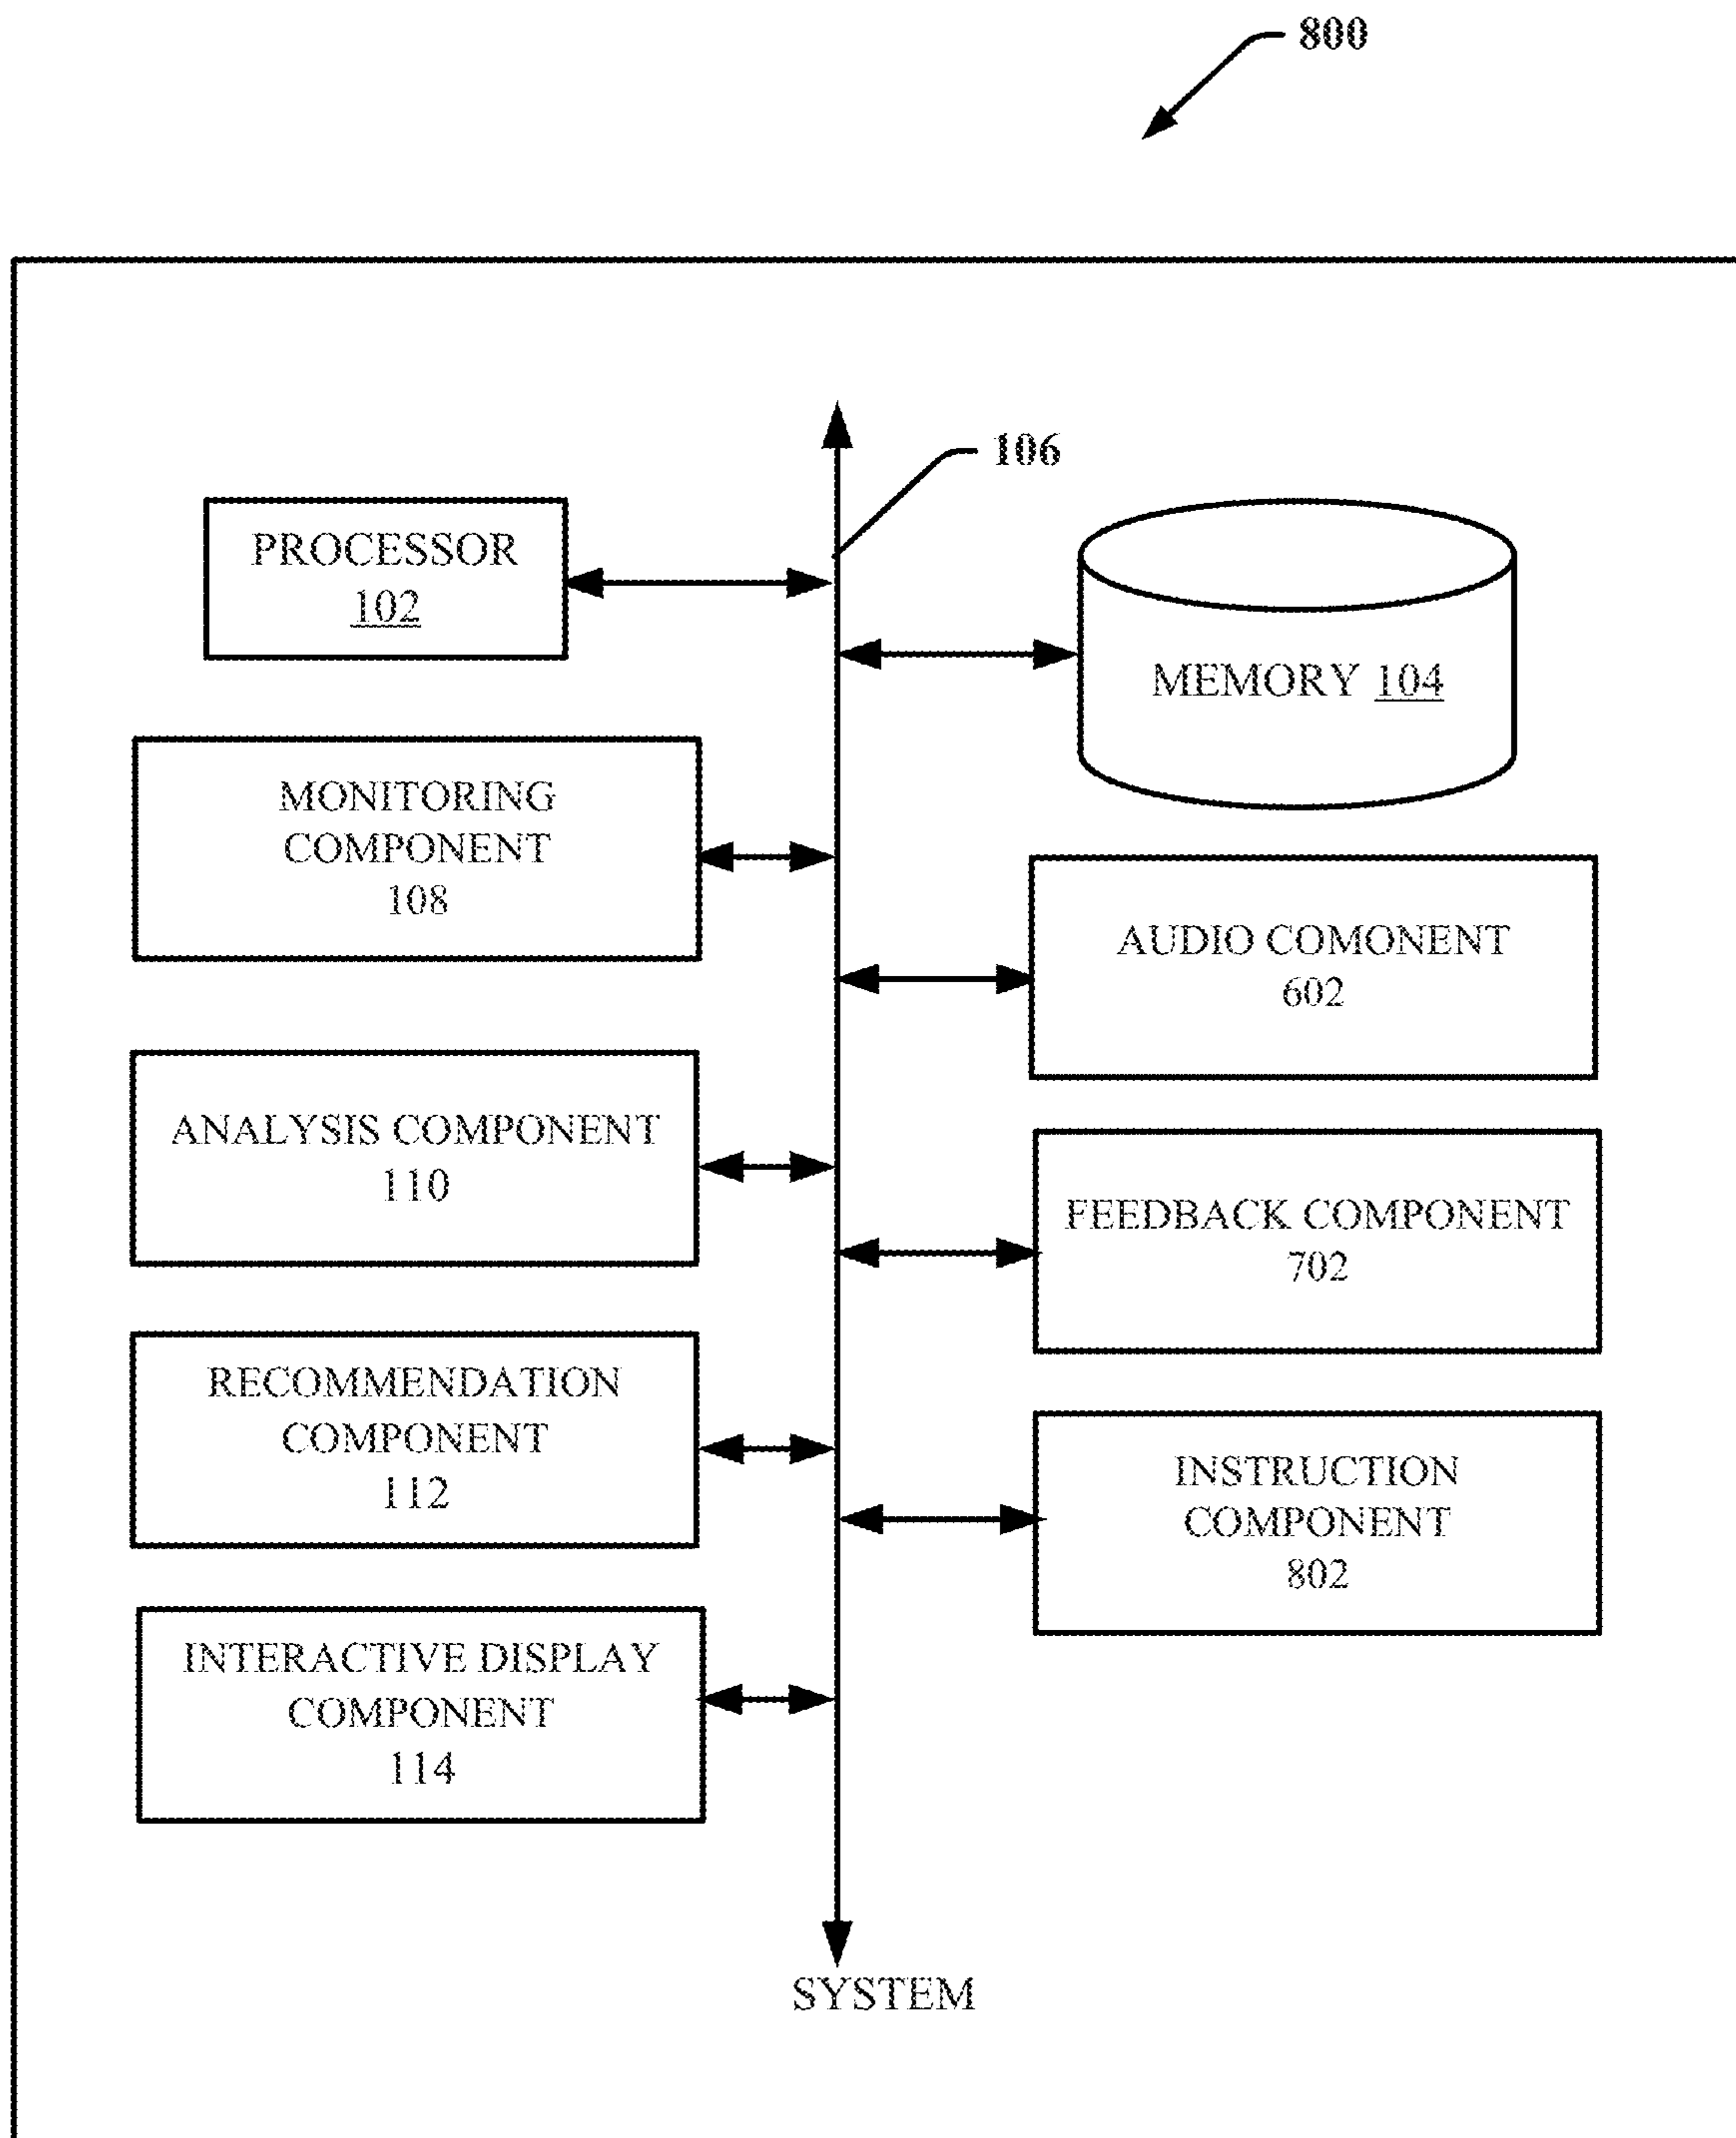 800
106
PROCESSOR
102
MEMORY 104
MONITORING
COMPONENT
108
AUDIO COMONENT
602
ANALYSIS COMPONENT
110
FEEDBACK COMPONENT
702
RECOMMENDATION
COMPONENT
112
INSTRUCTION
COMPONENT
802
INTERACTIVE DISPLAY
COMPONENT
114
SYSTEM